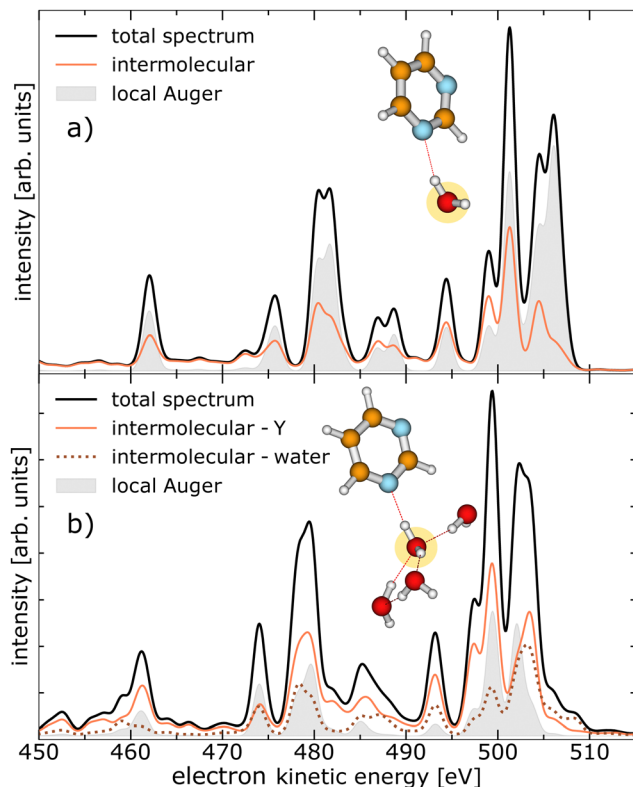 total spectrum
intermolecular
local Auger
a)
intensity [arb. units]
total spectrum
intermolecular - Y
intermolecular - water
local Auger
b)
intensity [arb. units]
450 460 470 480 490 500 510
electron kinetic energy [eV]